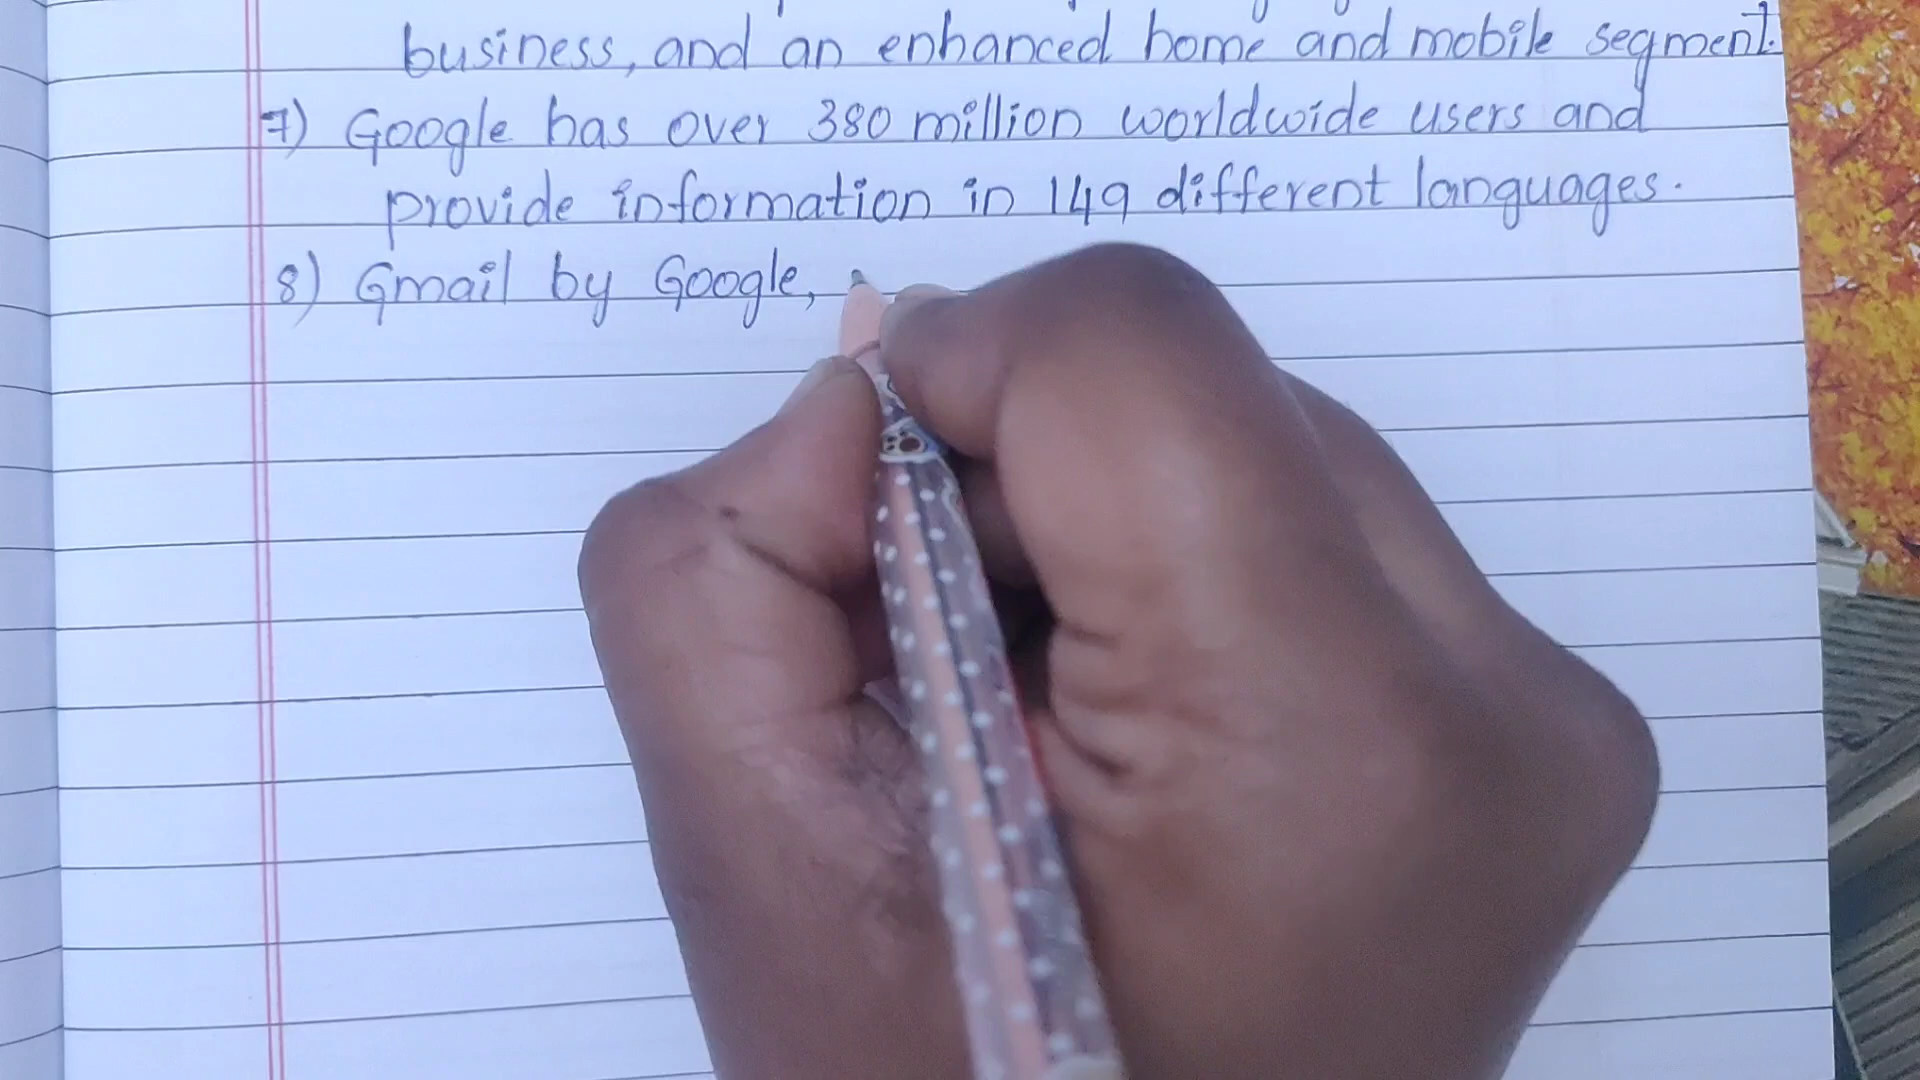 business, and an enhanced home and mobile segment.
7) Google has over 380 million worldwide users and
provide information in 149 different languages.
8) Gmail by Google,